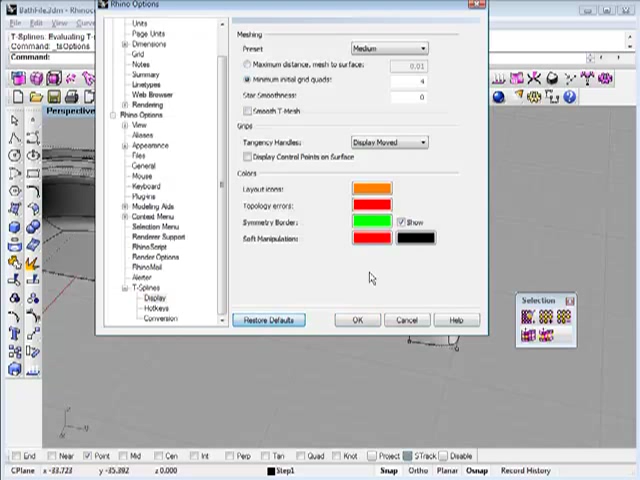 BathFile.3dm - Rhinoce
Rhino Options
File Edit View Curve
T-Splines: Evaluating T-
Command: _tsOptions
Command:
Perspective
Units
Page Units
Dimensions
Grid
Notes
Summary
Linetypes
Web Browser
Rendering
Rhino Options
View
Aliases
Appearance
Files
General
Mouse
Keyboard
Plug-ins
Modeling Aids
Context Menu
Selection Menu
Renderer Support
RhinoScript
Render Options
RhinoMail
Alerter
T-Splines
Display
Hotkeys
Conversion
Meshing
Preset Medium
Maximum distance, mesh to surface: 0.01
Minimum initial grid quads: 4
Star Smoothness: 0
Smooth T-Mesh
Grips
Tangency Handles: Display Moved
Display Control Points on Surface
Colors
Layout icons:
Topology errors:
Symmetry Border: Show
Soft Manipulation:
Restore Defaults OK Cancel Help
Selection
End Near Point Mid Cen Int Perp Tan Quad Knot Project STrack Disable
CPlane x -33.723 y -35.392 z 0.000 Step1 Snap Ortho Planar Osnap Record History